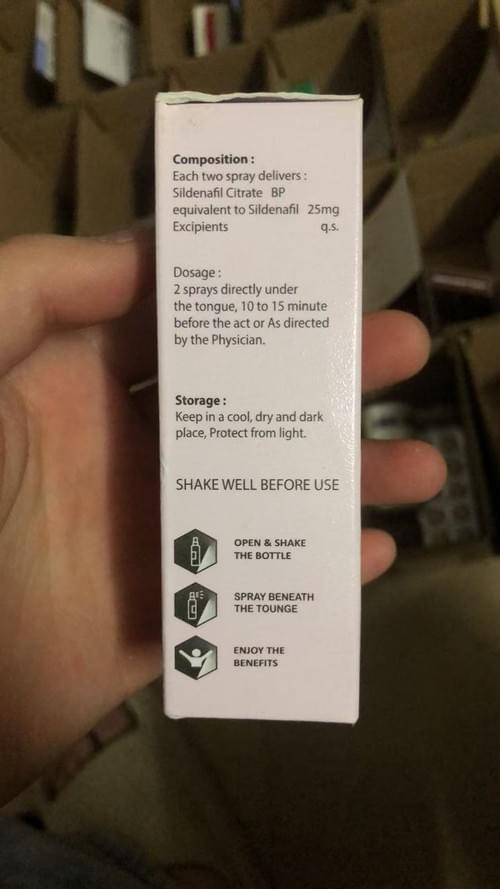 Composition :
Each two spray delivers :
Sildenafil Citrate BP
equivalent to Sildenafil 25mg
Excipients q.s.
Dosage :
2 sprays directly under
the tongue, 10 to 15 minute
before the act or As directed
by the Physician.
Storage :
Keep in a cool, dry and dark
place, Protect from light.
SHAKE WELL BEFORE USE
OPEN & SHAKE
THE BOTTLE
SPRAY BENEATH
THE TOUNGE
ENJOY THE
BENEFITS